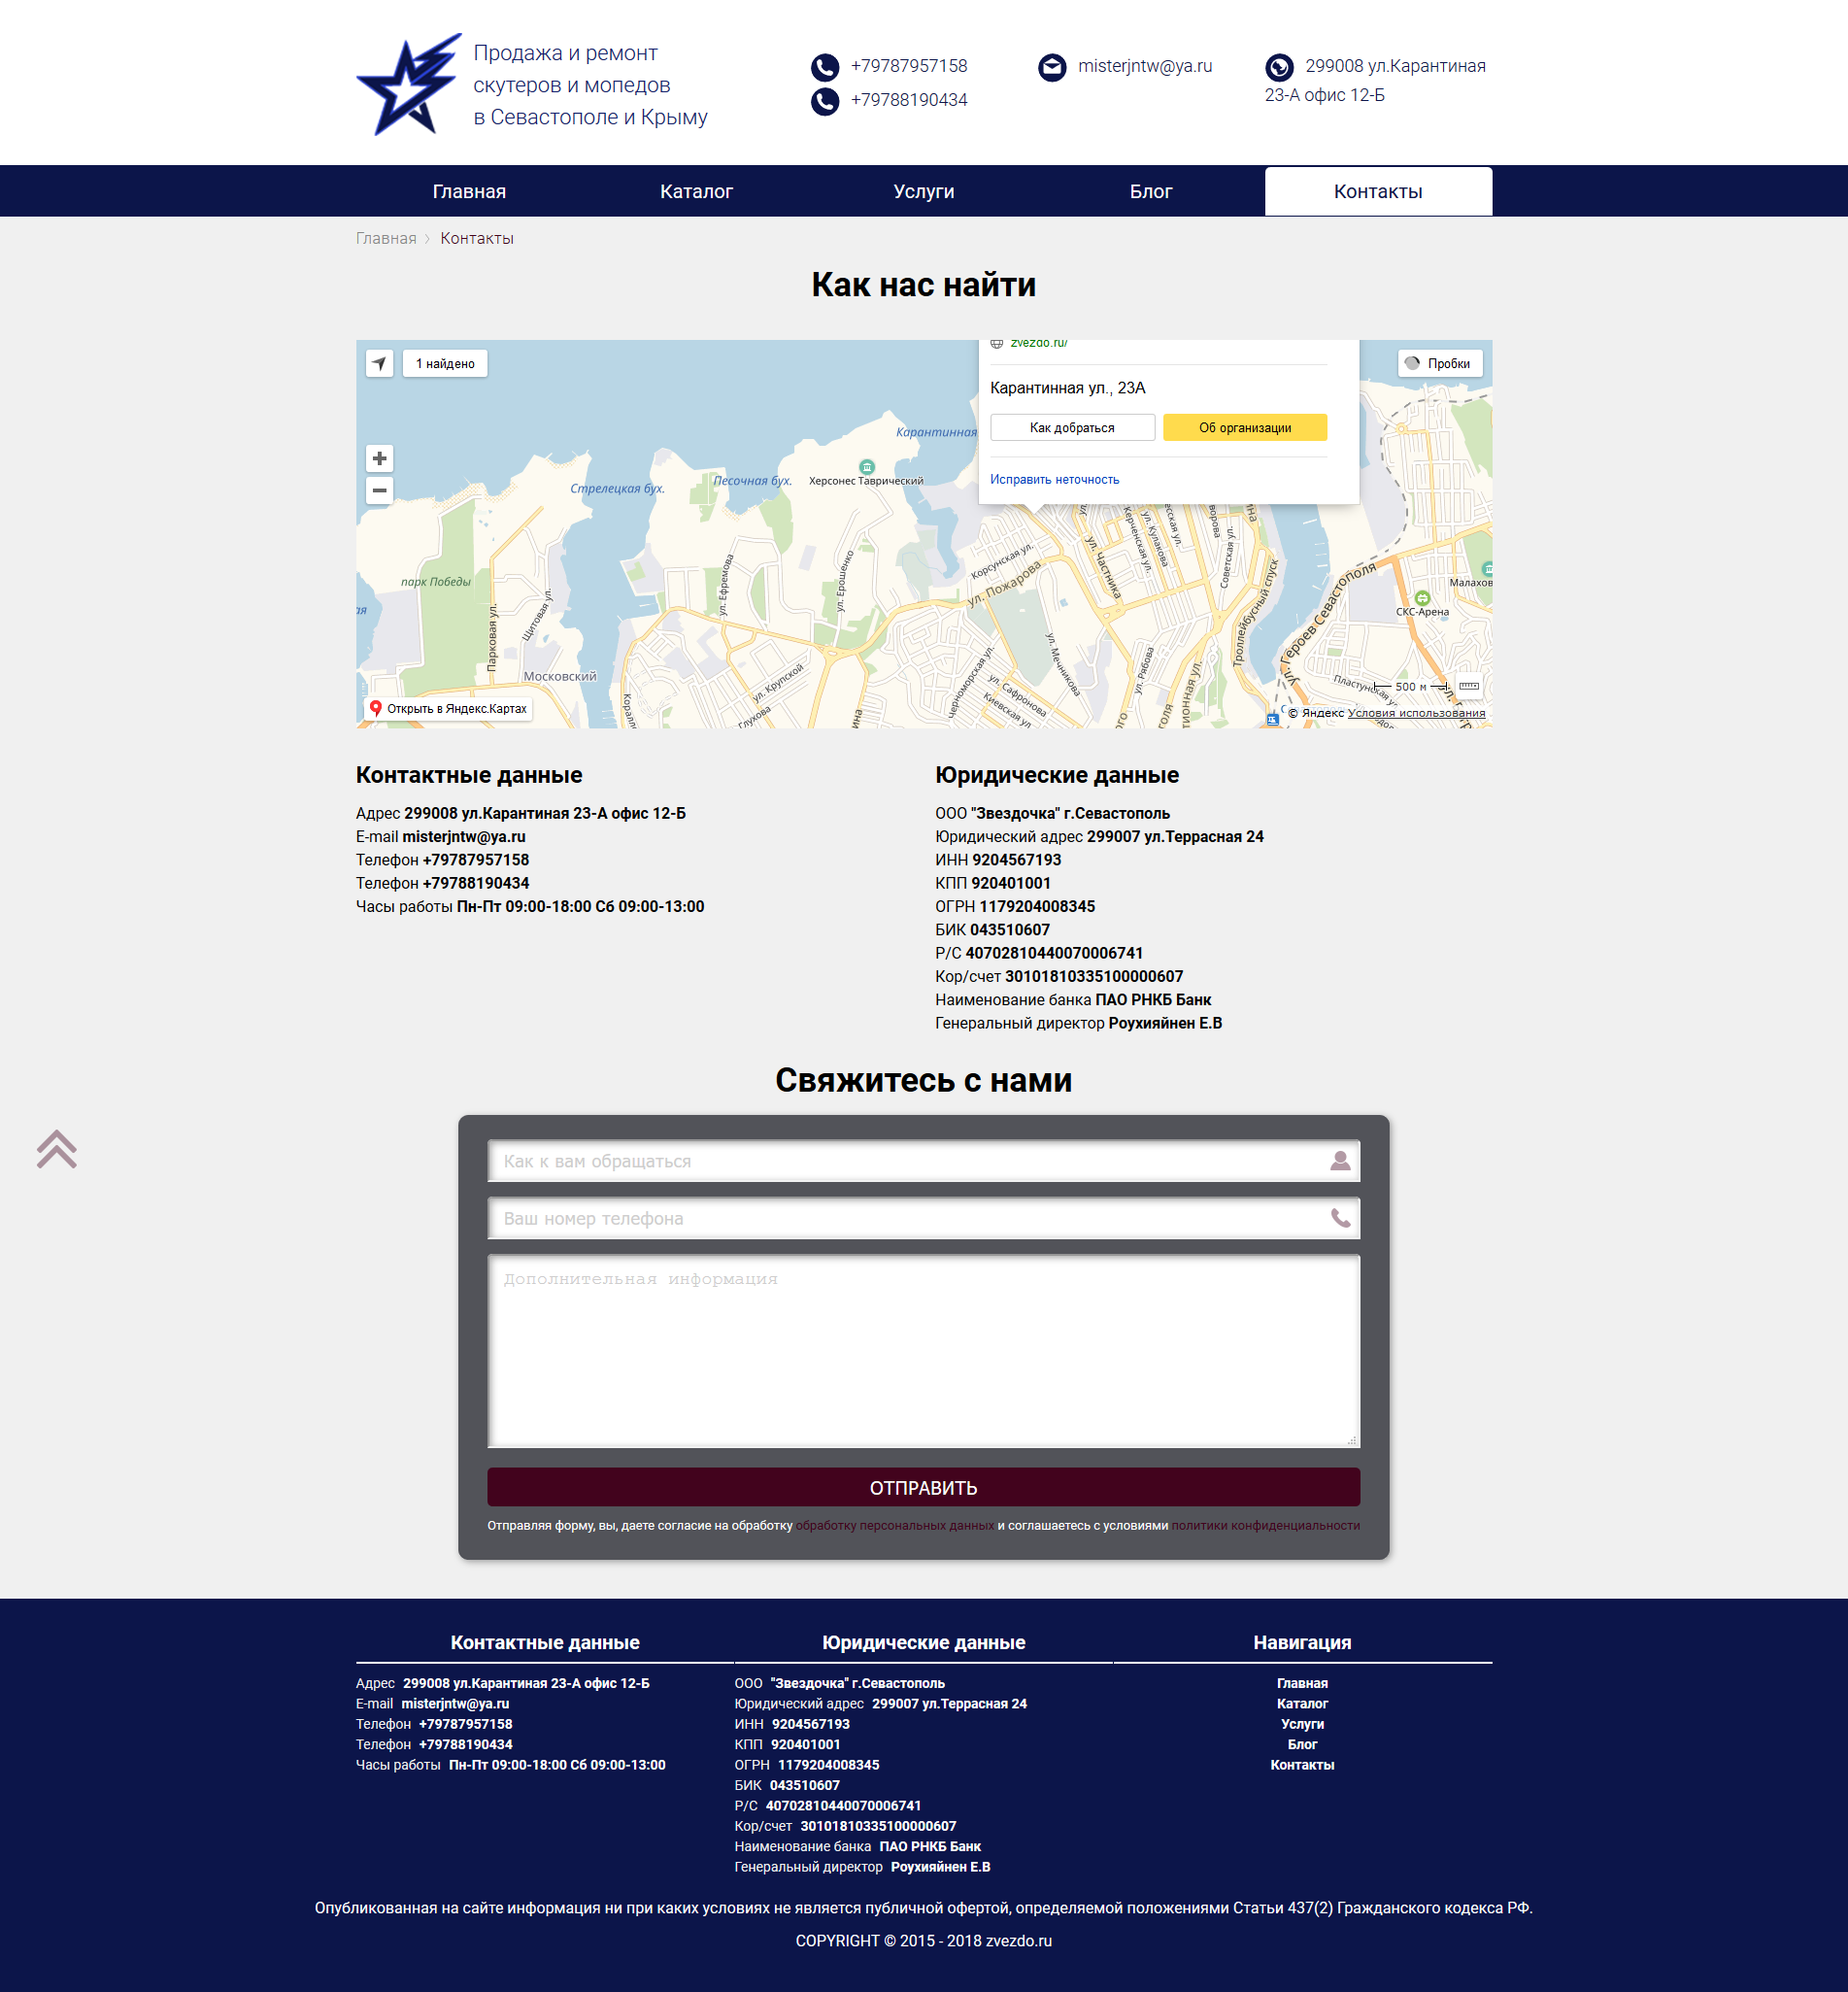 Продажа и ремонт
скутеров и мопедов
в Севастополе и Крыму
+79787957158
+79788190434
misterjntw@ya.ru
299008 ул.Карантиная
23-А офис 12-Б
Главная
Каталог
Услуги
Блог
Контакты
Главная
Контакты
Как нас найти
1 найдено
zvezdo.ru/
Пробки
Карантинная ул., 23А
Как добраться
Об организации
Исправить неточность
Карантинная
Стрелецкая бух.
Песочная бух.
Херсонес Таврический
парк Победы
Парковая ул.
Щитовая ул.
Московский
ул. Ефремова
ул. Ерошенко
ул. Крупской
Глухова
Корсунская ул.
ул. Пожарова
ул. Частника
Керченская ул.
ул. Кулакова
Советская ул.
Троллейбусный спуск
ул. Героев Севастополя
Малахов
СКС-Арена
Черноморская ул.
ул. Сафронова
Киевская ул.
ул. Мечникова
ул. Рябова
Пластунская ул.
500 м
Открыть в Яндекс.Картах
© Яндекс Условия использования
Контактные данные
Адрес 299008 ул.Карантиная 23-А офис 12-Б
E-mail misterjntw@ya.ru
Телефон +79787957158
Телефон +79788190434
Часы работы Пн-Пт 09:00-18:00 Сб 09:00-13:00
Юридические данные
ООО "Звездочка" г.Севастополь
Юридический адрес 299007 ул.Террасная 24
ИНН 9204567193
КПП 920401001
ОГРН 1179204008345
БИК 043510607
Р/С 40702810440070006741
Кор/счет 30101810335100000607
Наименование банка ПАО РНКБ Банк
Генеральный директор Роухияйнен Е.В
Свяжитесь с нами
Как к вам обращаться
Ваш номер телефона
Дополнительная информация
ОТПРАВИТЬ
Отправляя форму, вы, даете согласие на обработку обработку персональных данных и соглашаетесь с условиями политики конфиденциальности
Контактные данные
Адрес 299008 ул.Карантиная 23-А офис 12-Б
E-mail misterjntw@ya.ru
Телефон +79787957158
Телефон +79788190434
Часы работы Пн-Пт 09:00-18:00 Сб 09:00-13:00
Юридические данные
ООО "Звездочка" г.Севастополь
Юридический адрес 299007 ул.Террасная 24
ИНН 9204567193
КПП 920401001
ОГРН 1179204008345
БИК 043510607
Р/С 40702810440070006741
Кор/счет 30101810335100000607
Наименование банка ПАО РНКБ Банк
Генеральный директор Роухияйнен Е.В
Навигация
Главная
Каталог
Услуги
Блог
Контакты
Опубликованная на сайте информация ни при каких условиях не является публичной офертой, определяемой положениями Статьи 437(2) Гражданского кодекса РФ.
COPYRIGHT © 2015 - 2018 zvezdo.ru